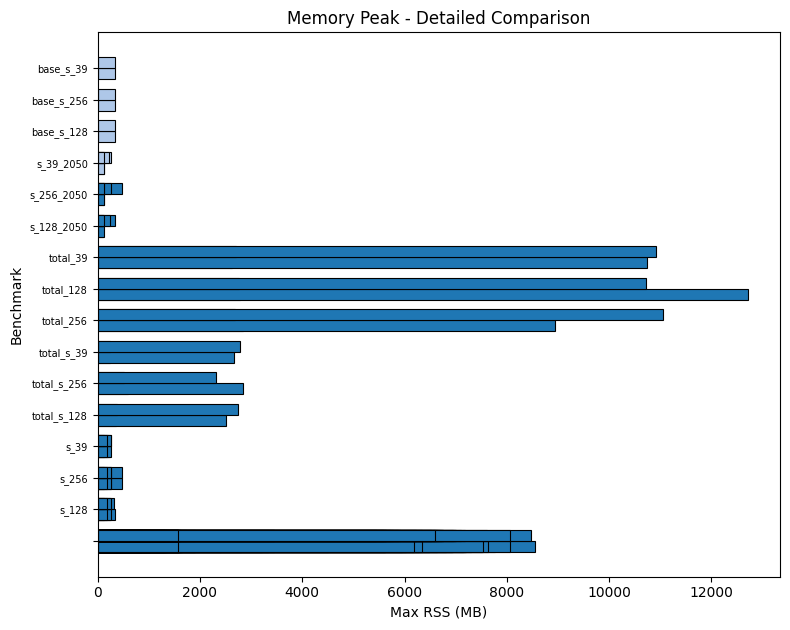 Memory Peak - Detailed Comparison
base_s_39
base_s_256
base_s_128
s_39_2050
s_256_2050
s_128_2050
total_39
total_128
total_256
total_s_39
total_s_256
total_s_128
s_39
s_256
s_128
Benchmark
0 2000 4000 6000 8000 10000 12000
Max RSS (MB)